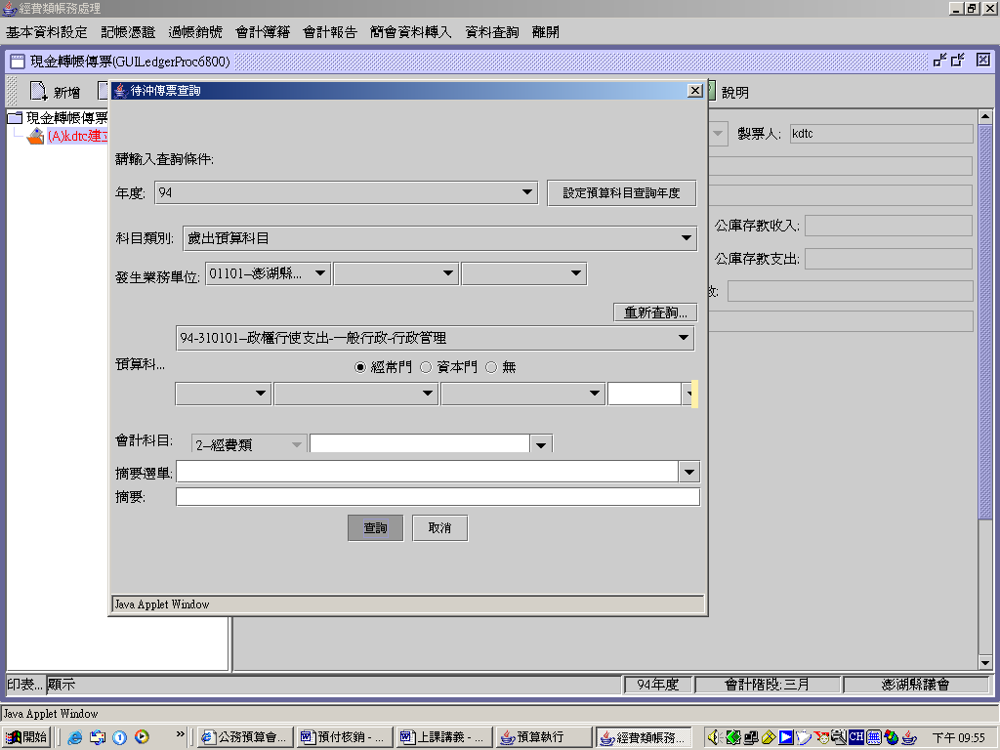 經費類帳務處理
基本資料設定 記帳憑證 過帳銷號 會計簿籍 會計報告 簡會資料轉入 資料查詢 離開
現金轉帳傳票(GUILedgerProc6800)
新增
說明
現金轉帳傳票
(A)kdtc建立
製票人: kdtc
公庫存款收入:
公庫存款支出:
待沖傳票查詢
請輸入查詢條件:
年度: 94 設定預算科目查詢年度
科目類別: 歲出預算科目
發生業務單位: 01101--澎湖縣...
重新查詢...
94-310101--政權行使支出-一般行政-行政管理
預算科... 經常門 資本門 無
會計科目: 2--經費類
摘要選單:
摘要:
查詢 取消
Java Applet Window
印表... 顯示 94年度 會計階段:三月 澎湖縣議會
Java Applet Window
開始 » 公務預算會... 預付核銷 - ... 上課講義 - ... 預算執行 經費類帳務... CH 下午 09:55